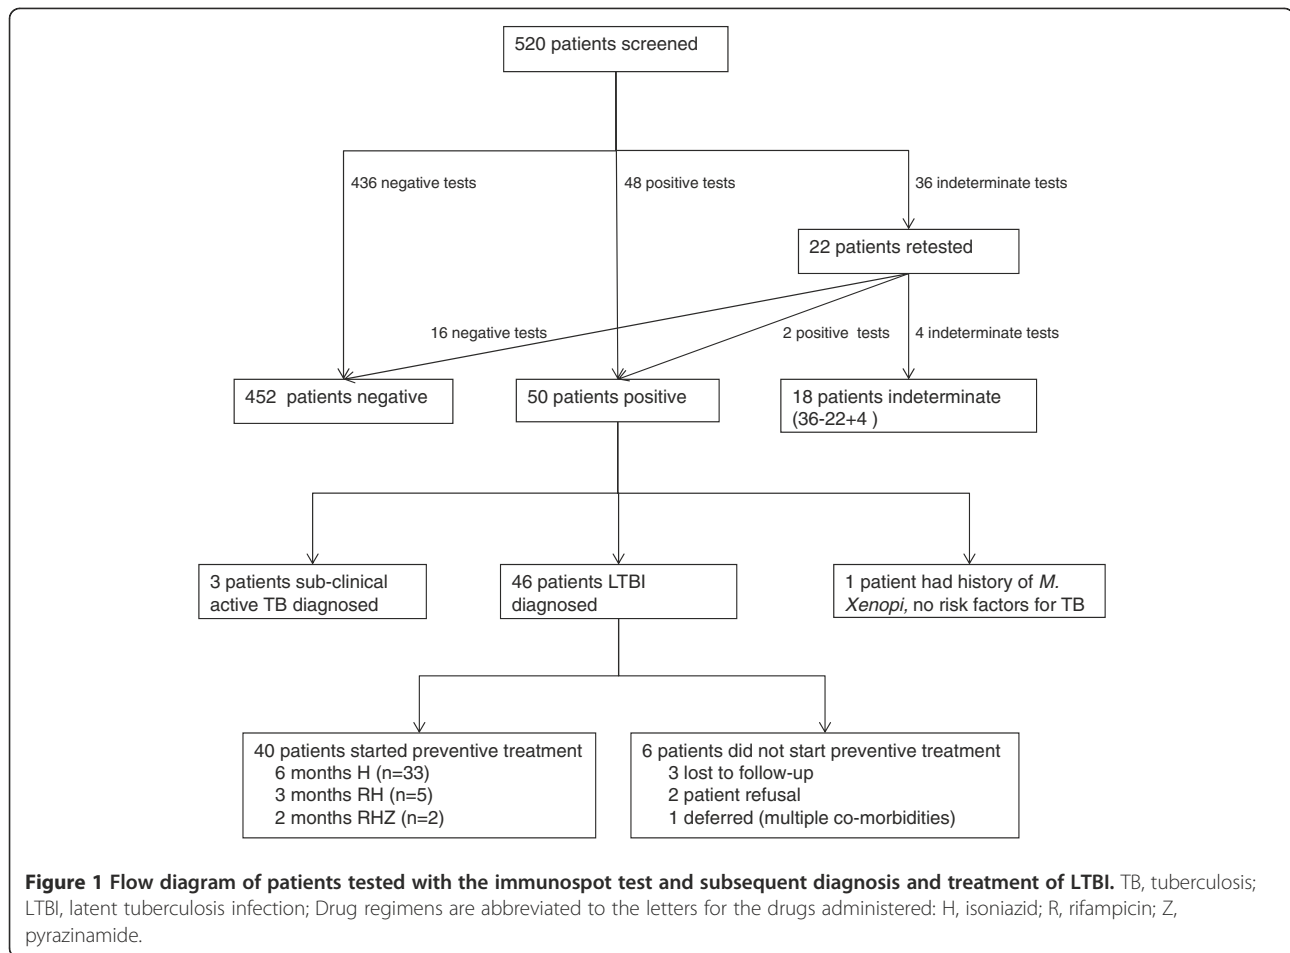 520 patients screened
436 negative tests
48 positive tests
36 indeterminate tests
22 patients retested
16 negative tests
2 positive tests
4 indeterminate tests
452 patients negative
50 patients positive
18 patients indeterminate
(36-22+4 )
3 patients sub-clinical
active TB diagnosed
46 patients LTBI
diagnosed
1 patient had history of M.
Xenopi, no risk factors for TB
40 patients started preventive treatment
6 months H (n=33)
3 months RH (n=5)
2 months RHZ (n=2)
6 patients did not start preventive treatment
3 lost to follow-up
2 patient refusal
1 deferred (multiple co-morbidities)
Figure 1 Flow diagram of patients tested with the immunospot test and subsequent diagnosis and treatment of LTBI. TB, tuberculosis;
LTBI, latent tuberculosis infection; Drug regimens are abbreviated to the letters for the drugs administered: H, isoniazid; R, rifampicin; Z,
pyrazinamide.